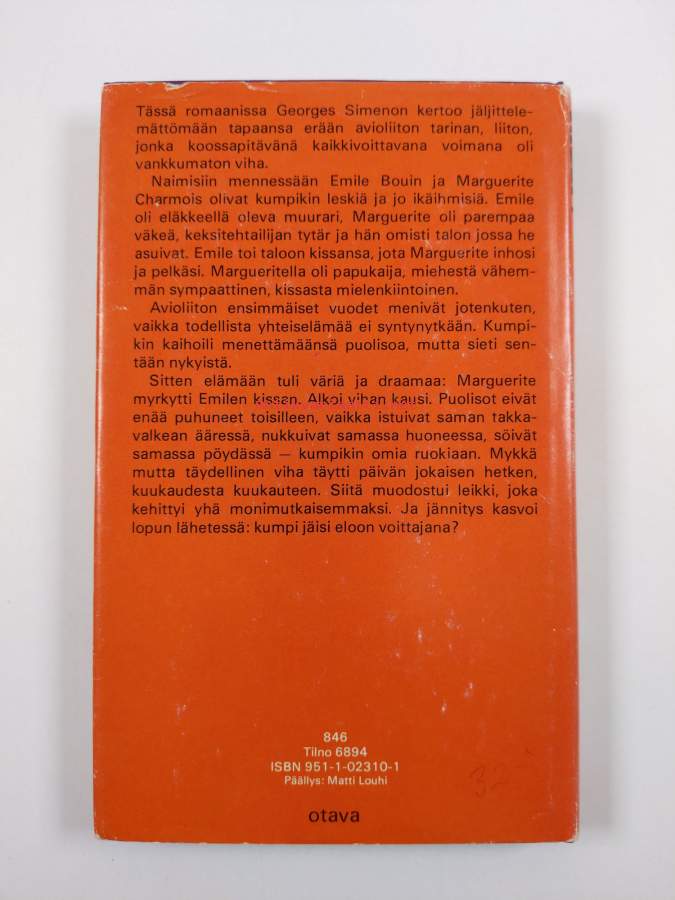 Tässä romaanissa Georges Simenon kertoo jäljittele-
mättömään tapaansa erään avioliiton tarinan, liiton,
jonka koossapitävänä kaikkivoittavana voimana oli
vankkumaton viha.
Naimisiin mennessään Emile Bouin ja Marguerite
Charmois olivat kumpikin leskiä ja jo ikäihmisiä. Emile
oli eläkkeellä oleva muurari, Marguerite oli parempaa
väkeä, keksitehtailijan tytär ja hän omisti talon jossa he
asuivat. Emile toi taloon kissansa, jota Marguerite inhosi
ja pelkäsi. Margueritella oli papukaija, miehestä vähem-
män sympaattinen, kissasta mielenkiintoinen.
Avioliiton ensimmäiset vuodet menivät jotenkuten,
vaikka todellista yhteiselämää ei syntynytkään. Kumpi-
kin kaihoili menettämäänsä puolisoa, mutta sieti sen-
tään nykyistä.
Sitten elämään tuli väriä ja draamaa: Marguerite
myrkytti Emilen kissan. Alkoi vihan kausi. Puolisot eivät
enää puhuneet toisilleen, vaikka istuivat saman takka-
valkean ääressä, nukkuivat samassa huoneessa, söivät
samassa pöydässä — kumpikin omia ruokiaan. Mykkä
mutta täydellinen viha täytti päivän jokaisen hetken,
kuukaudesta kuukauteen. Siitä muodostui leikki, joka
kehittyi yhä monimutkaisemmaksi. Ja jännitys kasvoi
lopun lähetessä: kumpi jäisi eloon voittajana?
846
Tilno 6894
ISBN 951-1-02310-1
Päällys: Matti Louhi
32
otava